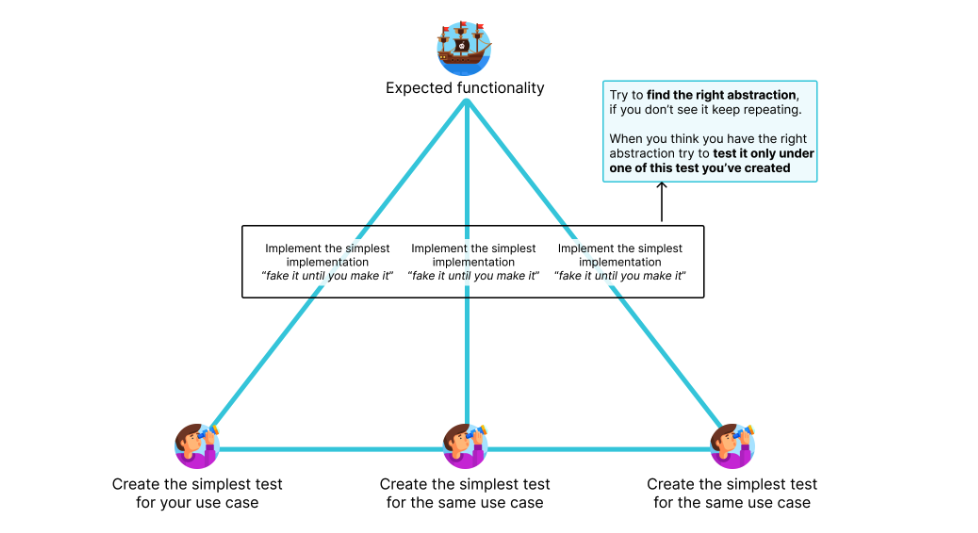 Expected functionality
Try to find the right abstraction,
if you don't see it keep repeating.
When you think you have the right
abstraction try to test it only under
one of this test you've created
Implement the simplest
implementation
“fake it until you make it”
Implement the simplest
implementation
“fake it until you make it”
Implement the simplest
implementation
“fake it until you make it”
Create the simplest test
for your use case
Create the simplest test
for the same use case
Create the simplest test
for the same use case